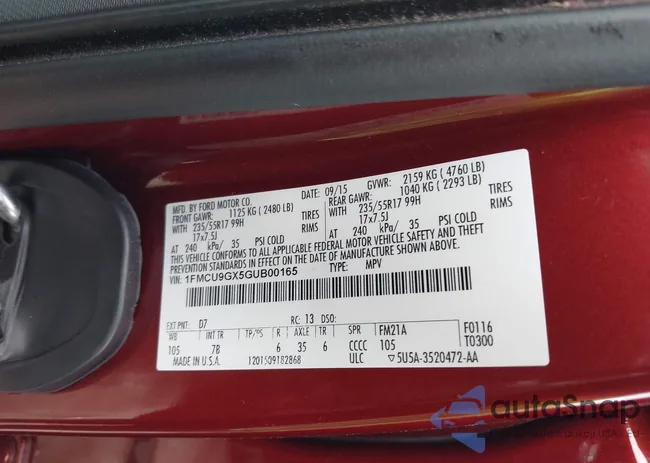 MFD. BY FORD MOTOR CO.
DATE: 09/15 GVWR: 2159 KG ( 4760 LB)
FRONT GAWR: 1125 KG ( 2480 LB) REAR GAWR: 1040 KG ( 2293 LB)
WITH 235/55R17 99H TIRES WITH 235/55R17 99H TIRES
17x7.5J RIMS 17x7.5J RIMS
AT 240 kPa/ 35 PSI COLD AT 240 kPa/ 35 PSI COLD
THIS VEHICLE CONFORMS TO ALL APPLICABLE FEDERAL MOTOR VEHICLE SAFETY AND THEFT
PREVENTION STANDARDS IN EFFECT ON THE DATE OF MANUFACTURE SHOWN ABOVE.
VIN: 1FMCU9GX5GUB00165 TYPE: MPV
EXT PNT: D7 RC: 13 DSO:
WB INT TR TP/PS R AXLE TR SPR FM21A F0116
105 7B 6 35 6 CCCC 105 T0300
MADE IN U.S.A. 1201509182868 ULC ▽5U5A-3520472-AA
autoSnap